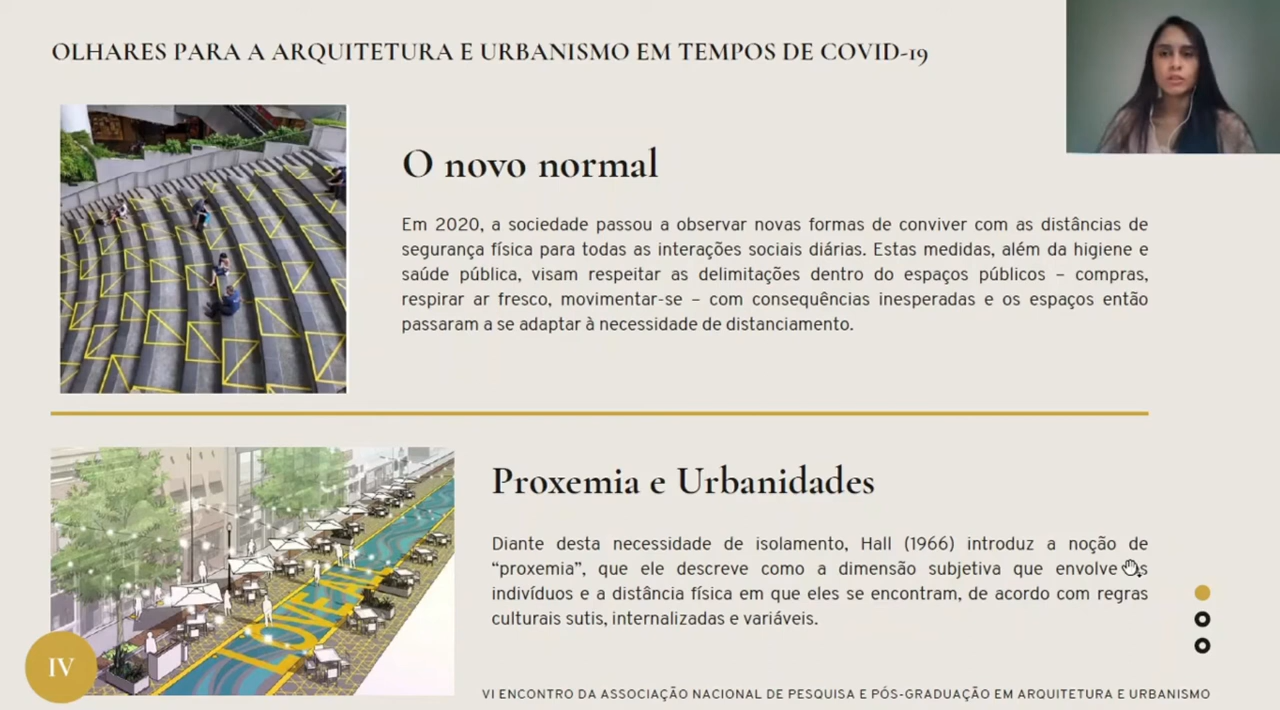 OLHARES PARA A ARQUITETURA E URBANISMO EM TEMPOS DE COVID-19
O novo normal
Em 2020, a sociedade passou a observar novas formas de conviver com as distâncias de
segurança física para todas as interações sociais diárias. Estas medidas, além da higiene e
saúde pública, visam respeitar as delimitações dentro do espaços públicos – compras,
respirar ar fresco, movimentar-se – com consequências inesperadas e os espaços então
passaram a se adaptar à necessidade de distanciamento.
Proxemia e Urbanidades
Diante desta necessidade de isolamento, Hall (1966) introduz a noção de
“proxemia”, que ele descreve como a dimensão subjetiva que envolve os
indivíduos e a distância física em que eles se encontram, de acordo com regras
culturais sutis, internalizadas e variáveis.
LOVE ALL
IV
VI ENCONTRO DA ASSOCIAÇÃO NACIONAL DE PESQUISA E PÓS-GRADUAÇÃO EM ARQUITETURA E URBANISMO